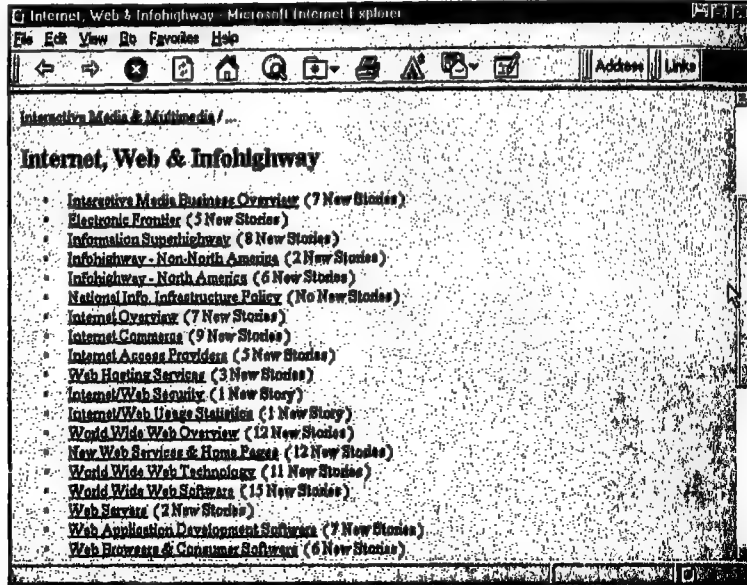 Internet, Web & Infohighway - Microsoft Internet Explorer
File Edit View Go Favorites Help
Address Links
Interactive Media & Multimedia / ...
Internet, Web & Infohighway
Interactive Media Business Overview (7 New Stories)
Electronic Frontier (5 New Stories)
Information Superhighway (8 New Stories)
Infohighway - Non-North America (2 New Stories)
Infohighway - North America (6 New Stories)
National Info. Infrastructure Policy (No New Stories)
Internet Overview (7 New Stories)
Internet Commerce (9 New Stories)
Internet Access Providers (5 New Stories)
Web Hosting Services (3 New Stories)
Internet/Web Security (1 New Story)
Internet/Web Usage Statistics (1 New Story)
World Wide Web Overview (12 New Stories)
New Web Services & Home Pages (12 New Stories)
World Wide Web Technology (11 New Stories)
World Wide Web Software (15 New Stories)
Web Servers (2 New Stories)
Web Application Development Software (7 New Stories)
Web Browsers & Consumer Software (6 New Stories)